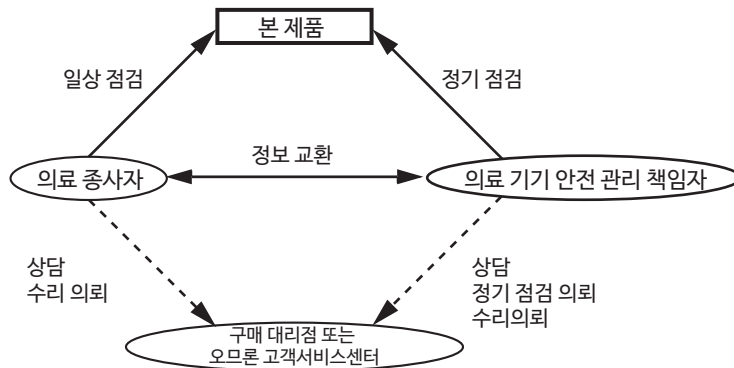 본 제품
일상 점검
정기 점검
정보 교환
의료 종사자
의료 기기 안전 관리 책임자
상담
수리 의뢰
상담
정기 점검 의뢰
수리의뢰
구매 대리점 또는
오므론 고객서비스센터